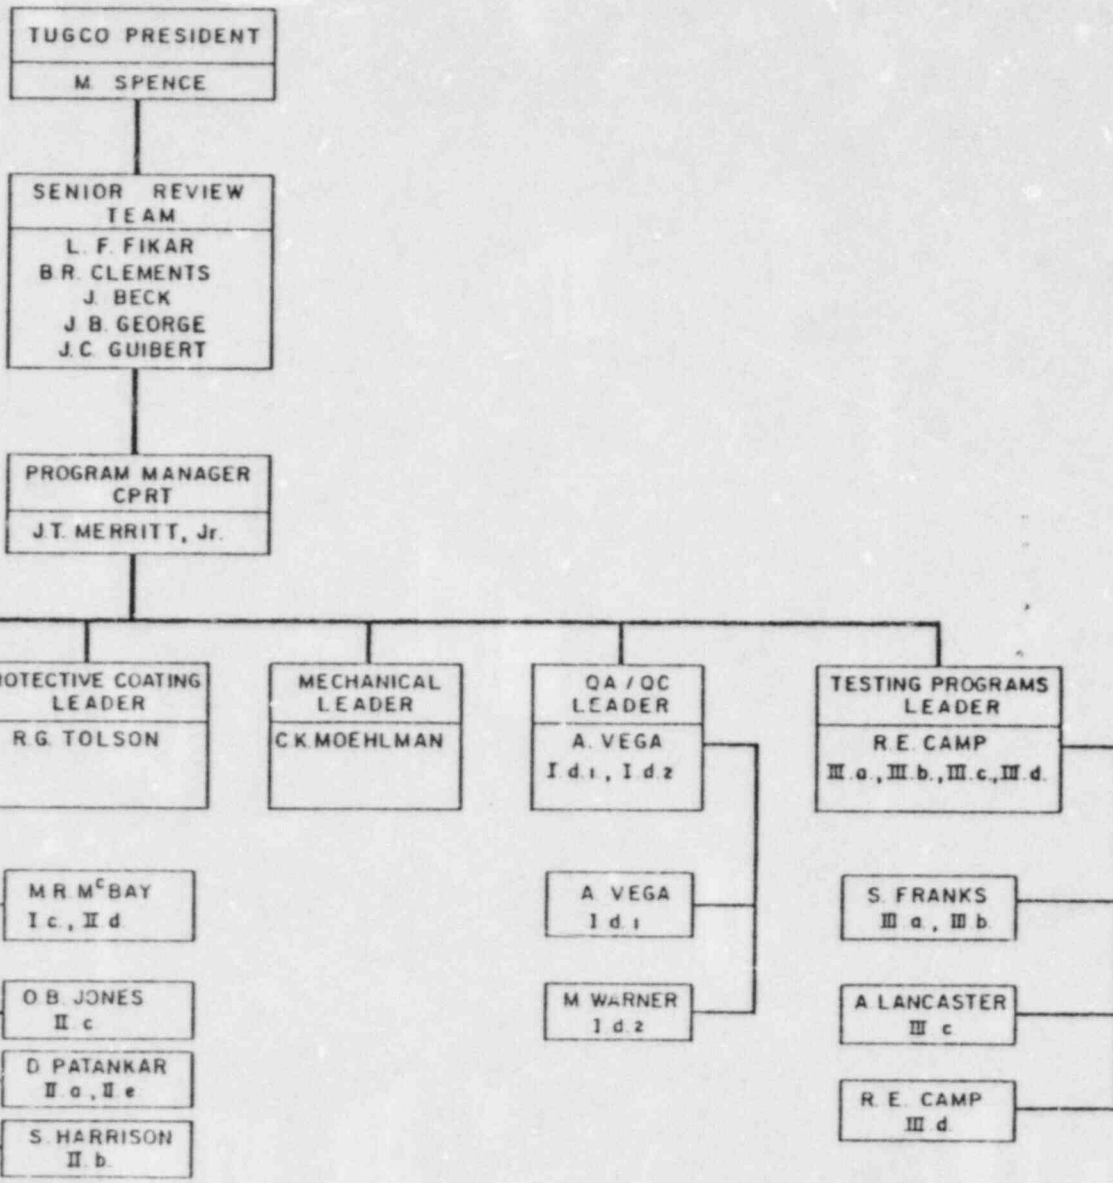 TUGCO PRESIDENT
M. SPENCE
SENIOR REVIEW
TEAM
L. F. FIKAR
B R. CLEMENTS
J. BECK
J. B. GEORGE
J. C. GUIBERT
PROGRAM MANAGER
CPRT
J.T. MERRITT, Jr.
OTECTIVE COATING
LEADER
R.G. TOLSON
MECHANICAL
LEADER
C.K.MOEHLMAN
QA / QC
LEADER
A. VEGA
I.d.1, I.d.2
TESTING PROGRAMS
LEADER
R.E. CAMP
III.a., III.b., III.c., III.d.
M.R. McBAY
I c., II d.
O.B. JONES
II. c
D. PATANKAR
II. a, II. e
S. HARRISON
II. b.
A. VEGA
I. d. 1
M. WARNER
I. d. 2
S. FRANKS
III. a., III. b.
A. LANCASTER
III. c
R. E. CAMP
III. d.